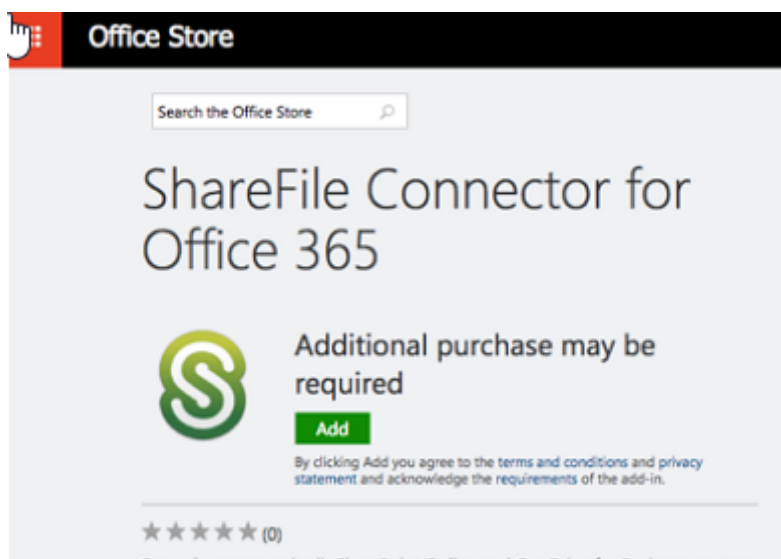 Office Store
Search the Office Store
ShareFile Connector for
Office 365
Additional purchase may be
required
Add
By clicking Add you agree to the terms and conditions and privacy
statement and acknowledge the requirements of the add-in.
(0)